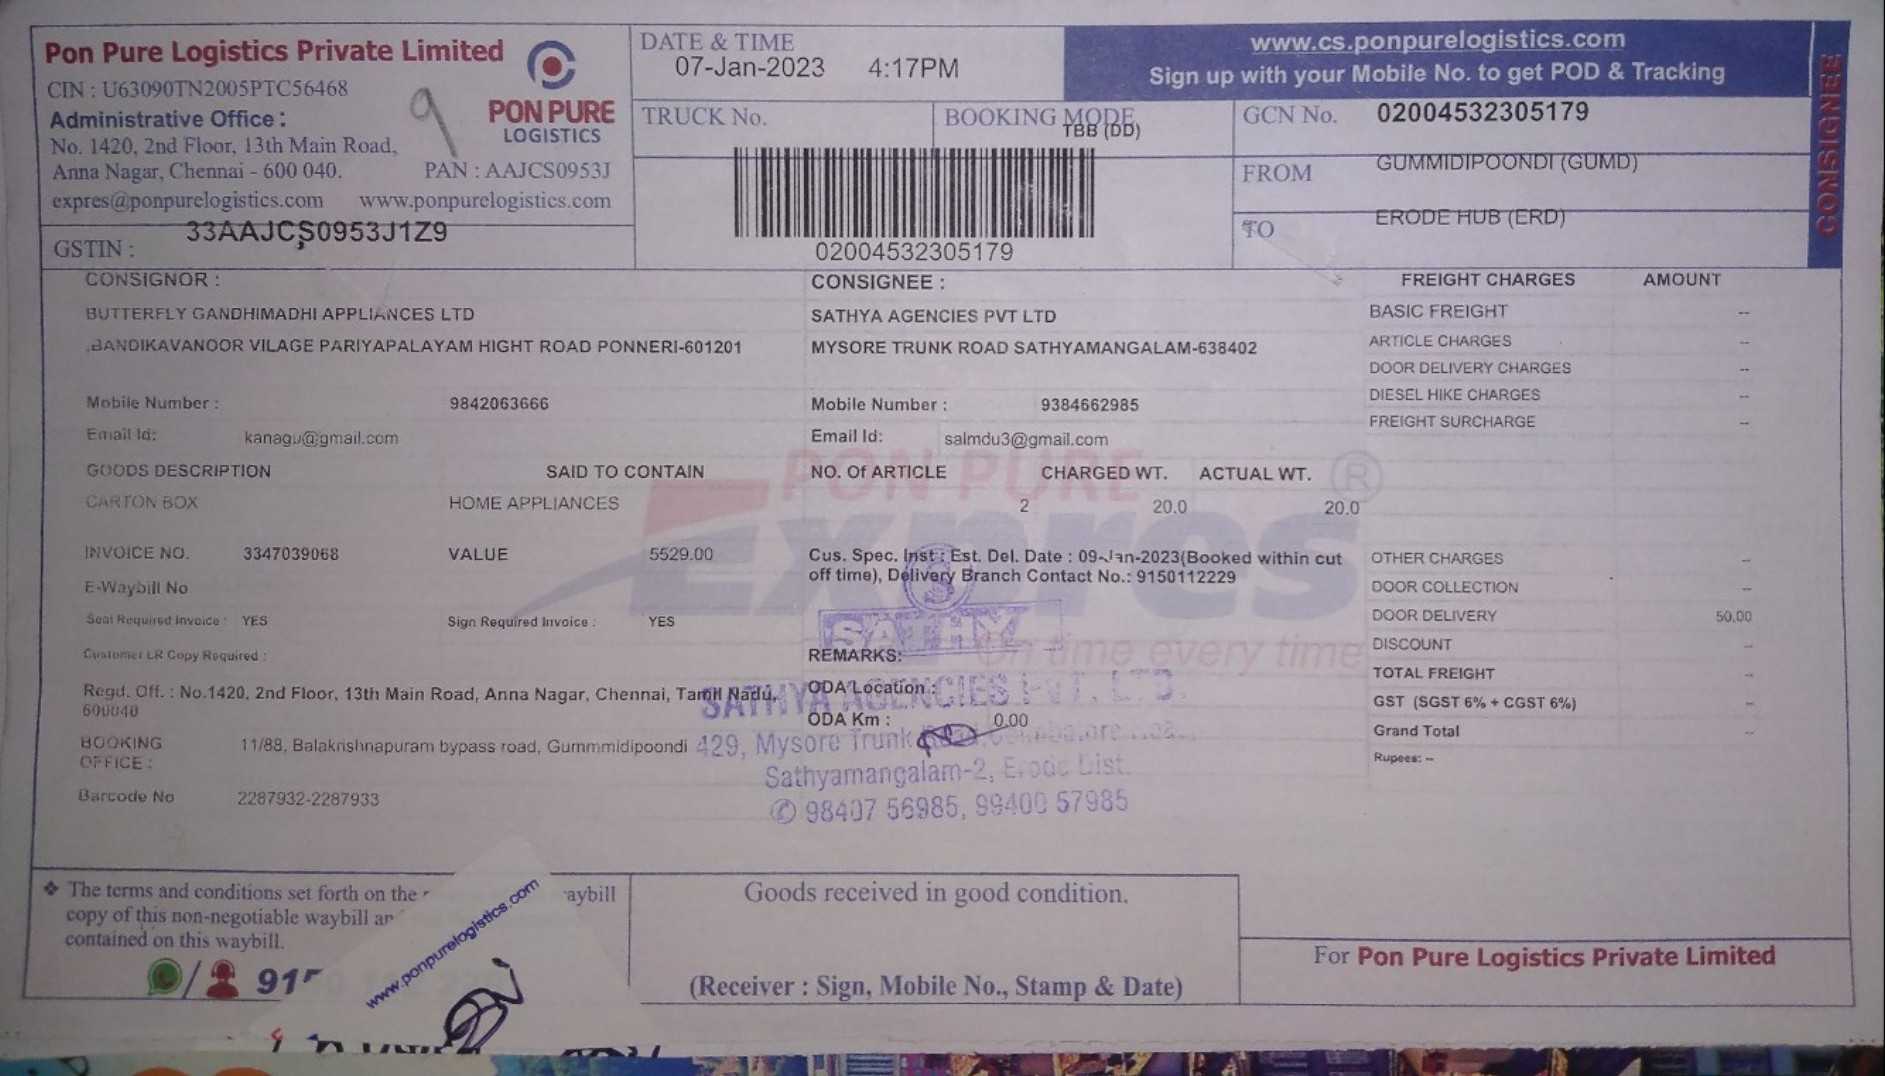 Pon Pure Logistics Private Limited
CIN : U63090TN2005PTC56468
Administrative Office :
No. 1420, 2nd Floor, 13th Main Road,
Anna Nagar, Chennai - 600 040.
PAN : AAJCS0953J
expres@ponpurelogistics.com www.ponpurelogistics.com
PON PURE
LOGISTICS
9
GSTIN : 33AAJCS0953J1Z9
DATE & TIME
07-Jan-2023 4:17PM
TRUCK No.
BOOKING MODE
TBB (DD)
02004532305179
www.cs.ponpurelogistics.com
Sign up with your Mobile No. to get POD & Tracking
GCN No. 02004532305179
FROM GUMMIDIPOONDI (GUMD)
TO ERODE HUB (ERD)
CONSIGNEE
CONSIGNOR :
BUTTERFLY GANDHIMADHI APPLIANCES LTD
.BANDIKAVANOOR VILAGE PARIYAPALAYAM HIGHT ROAD PONNERI-601201
Mobile Number : 9842063666
Email Id: kanagu@gmail.com
CONSIGNEE :
SATHYA AGENCIES PVT LTD
MYSORE TRUNK ROAD SATHYAMANGALAM-638402
Mobile Number : 9384662985
Email Id: salmdu3@gmail.com
FREIGHT CHARGES AMOUNT
BASIC FREIGHT --
ARTICLE CHARGES --
DOOR DELIVERY CHARGES --
DIESEL HIKE CHARGES --
FREIGHT SURCHARGE --
GOODS DESCRIPTION SAID TO CONTAIN NO. Of ARTICLE CHARGED WT. ACTUAL WT.
CARTON BOX HOME APPLIANCES 2 20.0 20.0
PON PURE
Expres ®
On time every time
INVOICE NO. 3347039068 VALUE 5529.00
E-Waybill No
Seal Required Invoice : YES Sign Required Invoice : YES
Customer LR Copy Required :
Regd. Off. : No.1420, 2nd Floor, 13th Main Road, Anna Nagar, Chennai, Tamil Nadu,
600040
BOOKING OFFICE : 11/88, Balakrishnapuram bypass road, Gummmidipoondi
Barcode No 2287932-2287933
Cus. Spec. Inst : Est. Del. Date : 09-Jan-2023(Booked within cut
off time), Delivery Branch Contact No.: 9150112229
REMARKS:
ODA Location :
ODA Km : 0.00
SATHYA
SATHYA AGENCIES PVT. LTD.
429, Mysore Trunk
Sathyamangalam-2, Erode Dist.
✆ 98407 56985, 99400 57985
OTHER CHARGES --
DOOR COLLECTION --
DOOR DELIVERY 50.00
DISCOUNT --
TOTAL FREIGHT --
GST (SGST 6% + CGST 6%) --
Grand Total --
Rupees: --
❖ The terms and conditions set forth on the
copy of this non-negotiable waybill
contained on this waybill.
www.ponpurelogistics.com
Goods received in good condition.
(Receiver : Sign, Mobile No., Stamp & Date)
For Pon Pure Logistics Private Limited